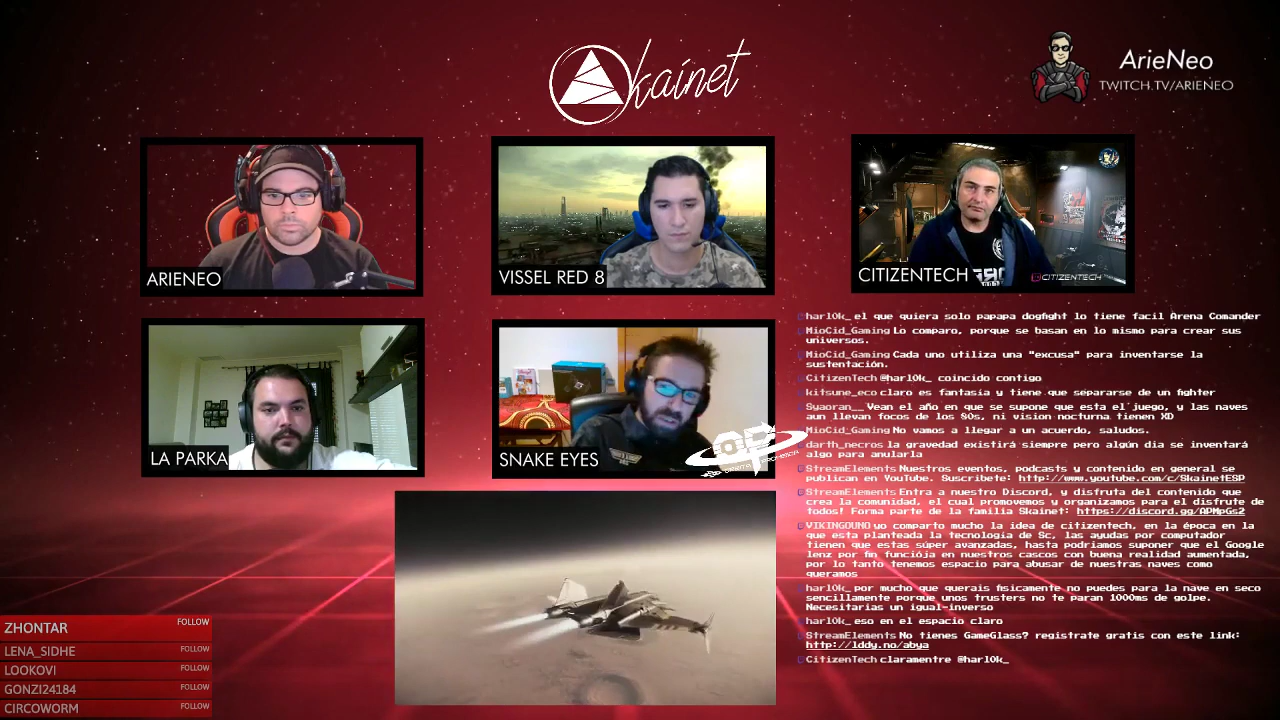 Skainet
ArieNeo
TWITCH.TV/ARIENEO
ARIENEO
VISSEL RED 8
CITIZENTECH
CITIZENTECH
LA PARKA
SNAKE EYES
OP
harl0k_ el que quiera solo papapa dogfight lo tiene facil Arena Comander
MioCid_Gaming Lo comparo, porque se basan en lo mismo para crear sus
universos.
MioCid_Gaming Cada uno utiliza una "excusa" para inventarse la
sustentación.
CitizenTech @harl0k_ coincido contigo
kitsune_eco claro es fantasía y tiene que separarse de un fighter
Syaoran__ Vean el año en que se supone que esta el juego, y las naves
aun llevan focos de los 80s, ni vision nocturna tienen XD
MioCid_Gaming No vamos a llegar a un acuerdo, saludos.
darth_necros la gravedad existirá siempre pero algún dia se inventará
algo para anularla
StreamElements Nuestros eventos, podcasts y contenido en general se
publican en YouTube. Suscribete: http://www.youtube.com/c/SkainetESP
StreamElements Entra a nuestro Discord, y disfruta del contenido que
crea la comunidad, el cual promovemos y organizamos para el disfrute de
todos! Forma parte de la familia Skainet: https://discord.gg/APMpGs2
VIKINGOUNO yo comparto mucho la idea de citizentech, en la época en la
que esta planteada la tecnología de Sc, las ayudas por computador
tienen que estas súper avanzadas, hasta podriamos suponer que el Google
lenz por fin funciója en nuestros cascos con buena realidad aumentada,
por lo tanto tenemos espacio para abusar de nuestras naves como
queramos
harl0k_ por mucho que querais fisicamente no puedes para la nave en seco
sencillamente porque unos trusters no te paran 1000ms de golpe.
Necesitarias un igual-inverso
harl0k_ eso en el espacio claro
StreamElements No tienes GameGlass? registrate gratis con este link:
http://lddy.no/abya
CitizenTech claramentre @harl0k_
ZHONTAR FOLLOW
LENA_SIDHE FOLLOW
LOOKOVI FOLLOW
GONZI24184 FOLLOW
CIRCOWORM FOLLOW